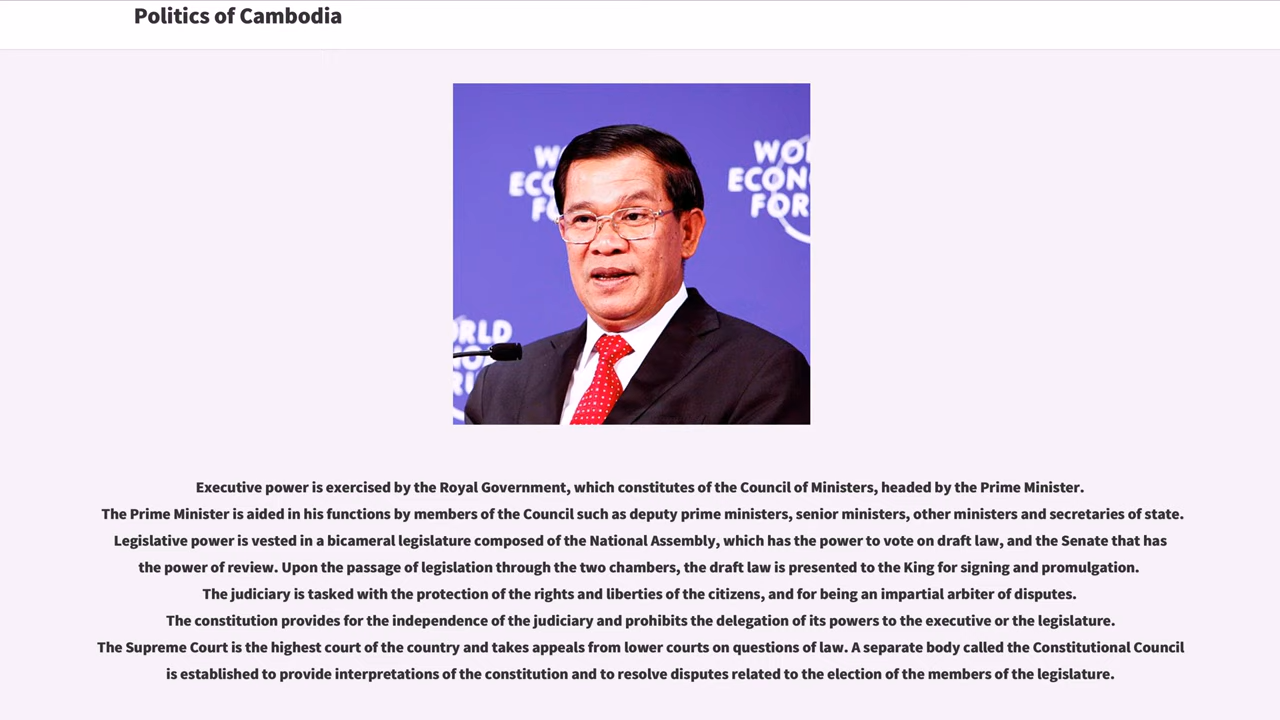 Politics of Cambodia
WO
EC
F
WOR
ECON
FOR
ORLD
NO
RI
Executive power is exercised by the Royal Government, which constitutes of the Council of Ministers, headed by the Prime Minister.
The Prime Minister is aided in his functions by members of the Council such as deputy prime ministers, senior ministers, other ministers and secretaries of state.
Legislative power is vested in a bicameral legislature composed of the National Assembly, which has the power to vote on draft law, and the Senate that has
the power of review. Upon the passage of legislation through the two chambers, the draft law is presented to the King for signing and promulgation.
The judiciary is tasked with the protection of the rights and liberties of the citizens, and for being an impartial arbiter of disputes.
The constitution provides for the independence of the judiciary and prohibits the delegation of its powers to the executive or the legislature.
The Supreme Court is the highest court of the country and takes appeals from lower courts on questions of law. A separate body called the Constitutional Council
is established to provide interpretations of the constitution and to resolve disputes related to the election of the members of the legislature.